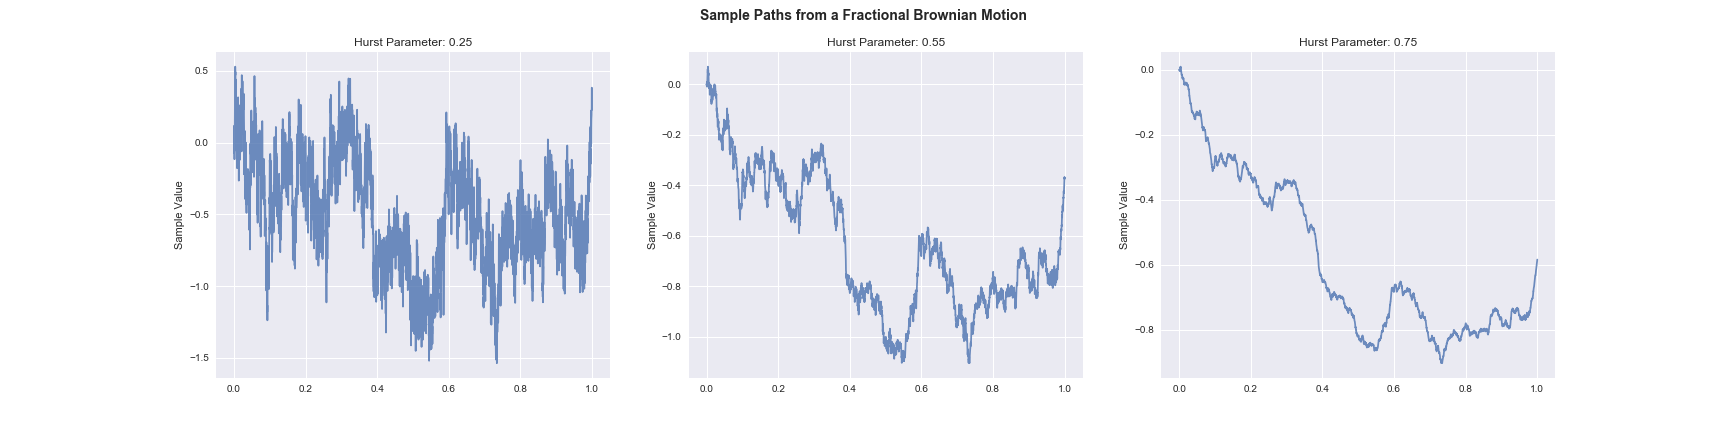 Sample Paths from a Fractional Brownian Motion
Hurst Parameter: 0.25
Sample Value
0.5
0.0
−0.5
−1.0
−1.5
0.0 0.2 0.4 0.6 0.8 1.0
Hurst Parameter: 0.55
Sample Value
0.0
−0.2
−0.4
−0.6
−0.8
−1.0
0.0 0.2 0.4 0.6 0.8 1.0
Hurst Parameter: 0.75
Sample Value
0.0
−0.2
−0.4
−0.6
−0.8
0.0 0.2 0.4 0.6 0.8 1.0